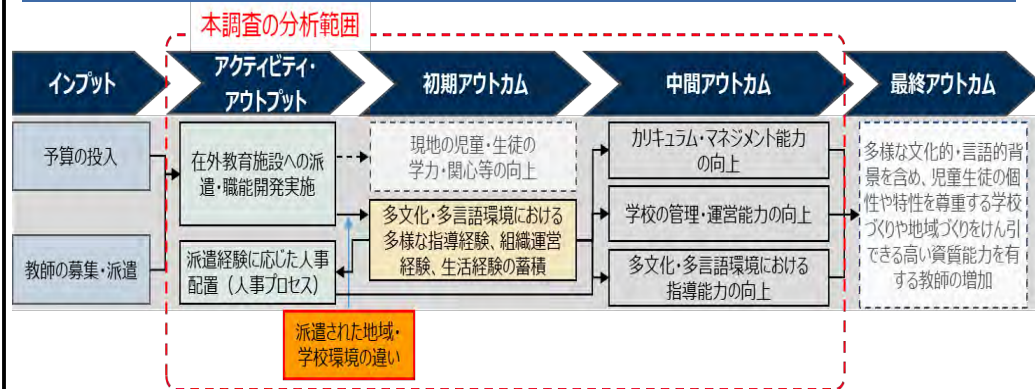 本調査の分析範囲
インプット
アクティビティ・
アウトプット
初期アウトカム
中間アウトカム
最終アウトカム
予算の投入
教師の募集・派遣
在外教育施設への派
遣・職能開発実施
派遣経験に応じた人事
配置（人事プロセス）
現地の児童・生徒の
学力・関心等の向上
多文化・多言語環境における
多様な指導経験、組織運営
経験、生活経験の蓄積
派遣された地域・
学校環境の違い
カリキュラム・マネジメント能力
の向上
学校の管理・運営能力の向上
多文化・多言語環境における
指導能力の向上
多様な文化的・言語的背
景を含め、児童生徒の個
性や特性を尊重する学校
づくりや地域づくりをけん引
できる高い資質能力を有
する教師の増加